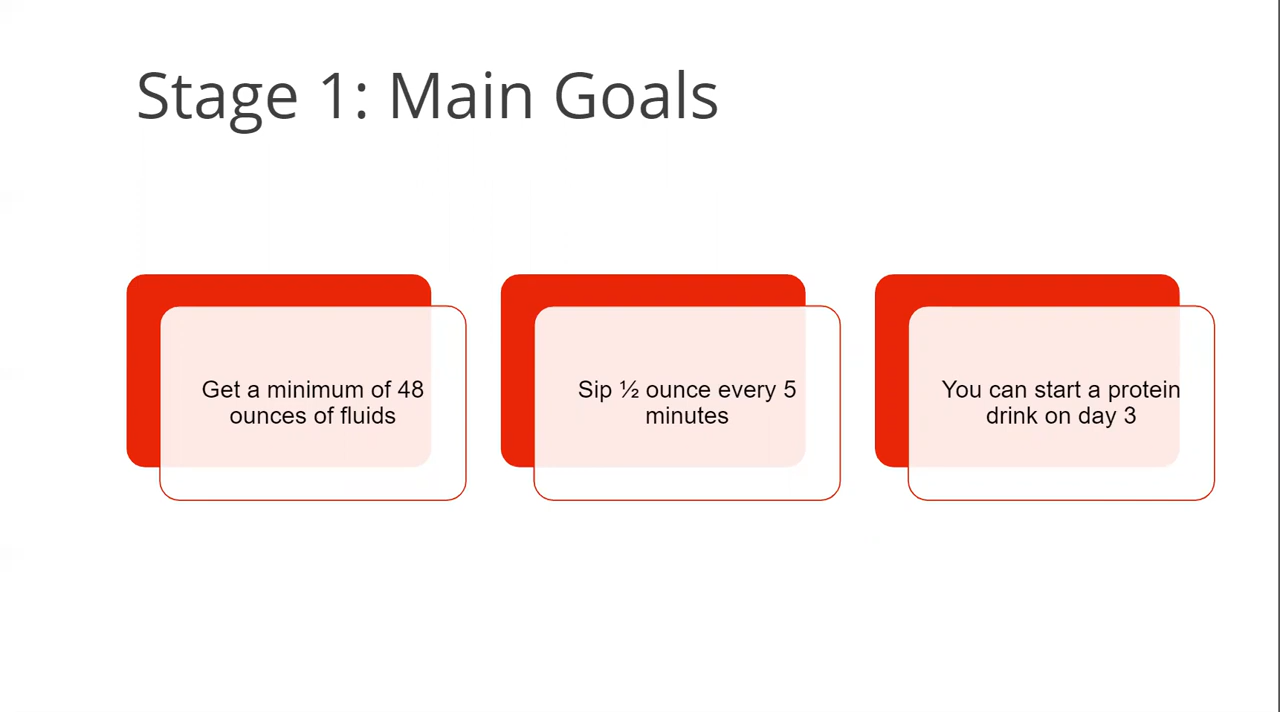 Stage 1: Main Goals
Get a minimum of 48
ounces of fluids
Sip ½ ounce every 5
minutes
You can start a protein
drink on day 3